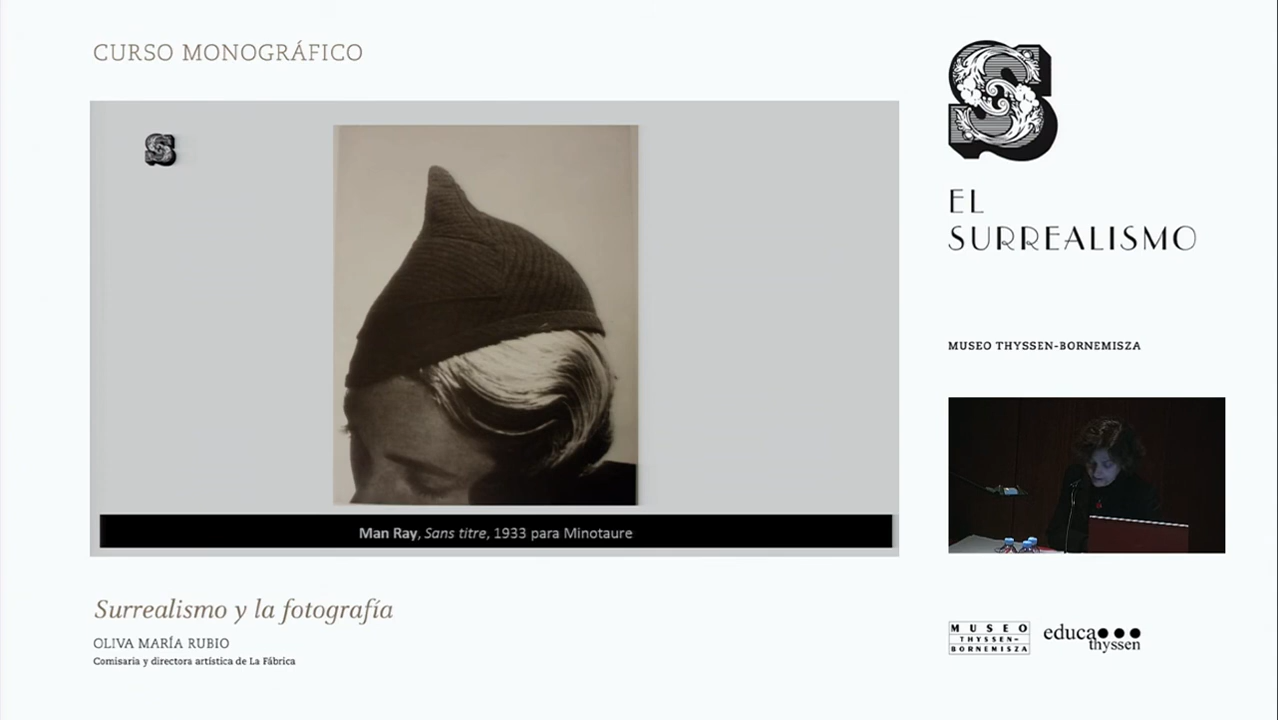 CURSO MONOGRÁFICO
S
S
EL
SURREALISMO
MUSEO THYSSEN-BORNEMISZA
Man Ray, Sans titre, 1933 para Minotaure
Surrealismo y la fotografía
OLIVA MARÍA RUBIO
Comisaria y directora artística de La Fábrica
MUSEO
THYSSEN-
BORNEMISZA
educa
thyssen